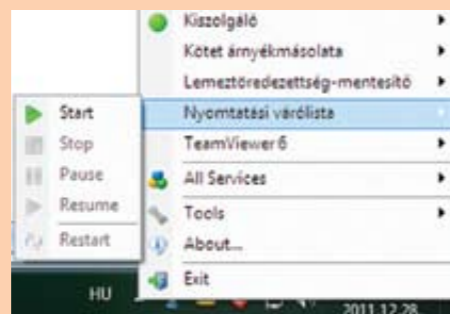 Kiszolgáló
Kötet árnyékmásolata
Lemeztöredezettség-mentesítő
Nyomtatási várólista
TeamViewer 6
All Services
Tools
About...
Exit
Start
Stop
Pause
Resume
Restart
HU
2011.12.28.